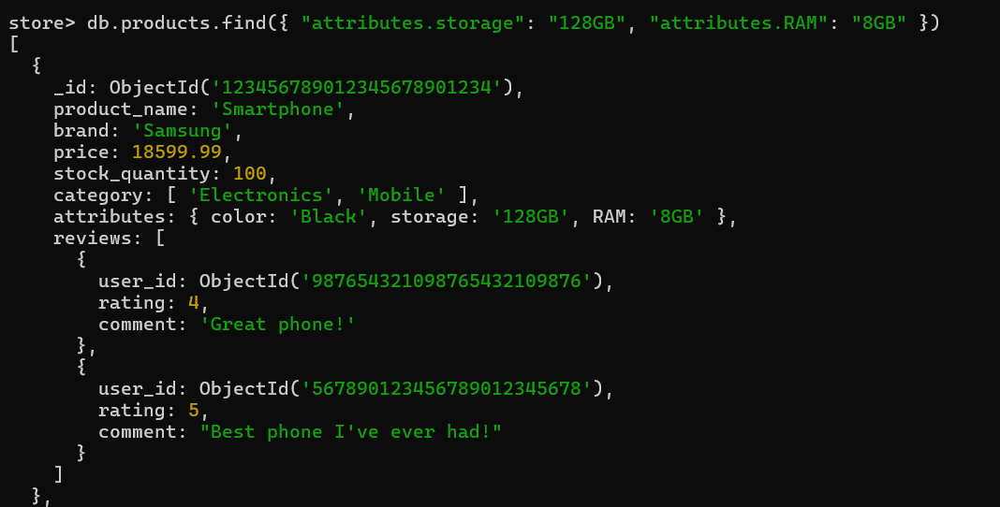 store> db.products.find({ "attributes.storage": "128GB", "attributes.RAM": "8GB" })
[
  {
    _id: ObjectId('123456789012345678901234'),
    product_name: 'Smartphone',
    brand: 'Samsung',
    price: 18599.99,
    stock_quantity: 100,
    category: [ 'Electronics', 'Mobile' ],
    attributes: { color: 'Black', storage: '128GB', RAM: '8GB' },
    reviews: [
      {
        user_id: ObjectId('987654321098765432109876'),
        rating: 4,
        comment: 'Great phone!'
      },
      {
        user_id: ObjectId('567890123456789012345678'),
        rating: 5,
        comment: "Best phone I've ever had!"
      }
    ]
  },